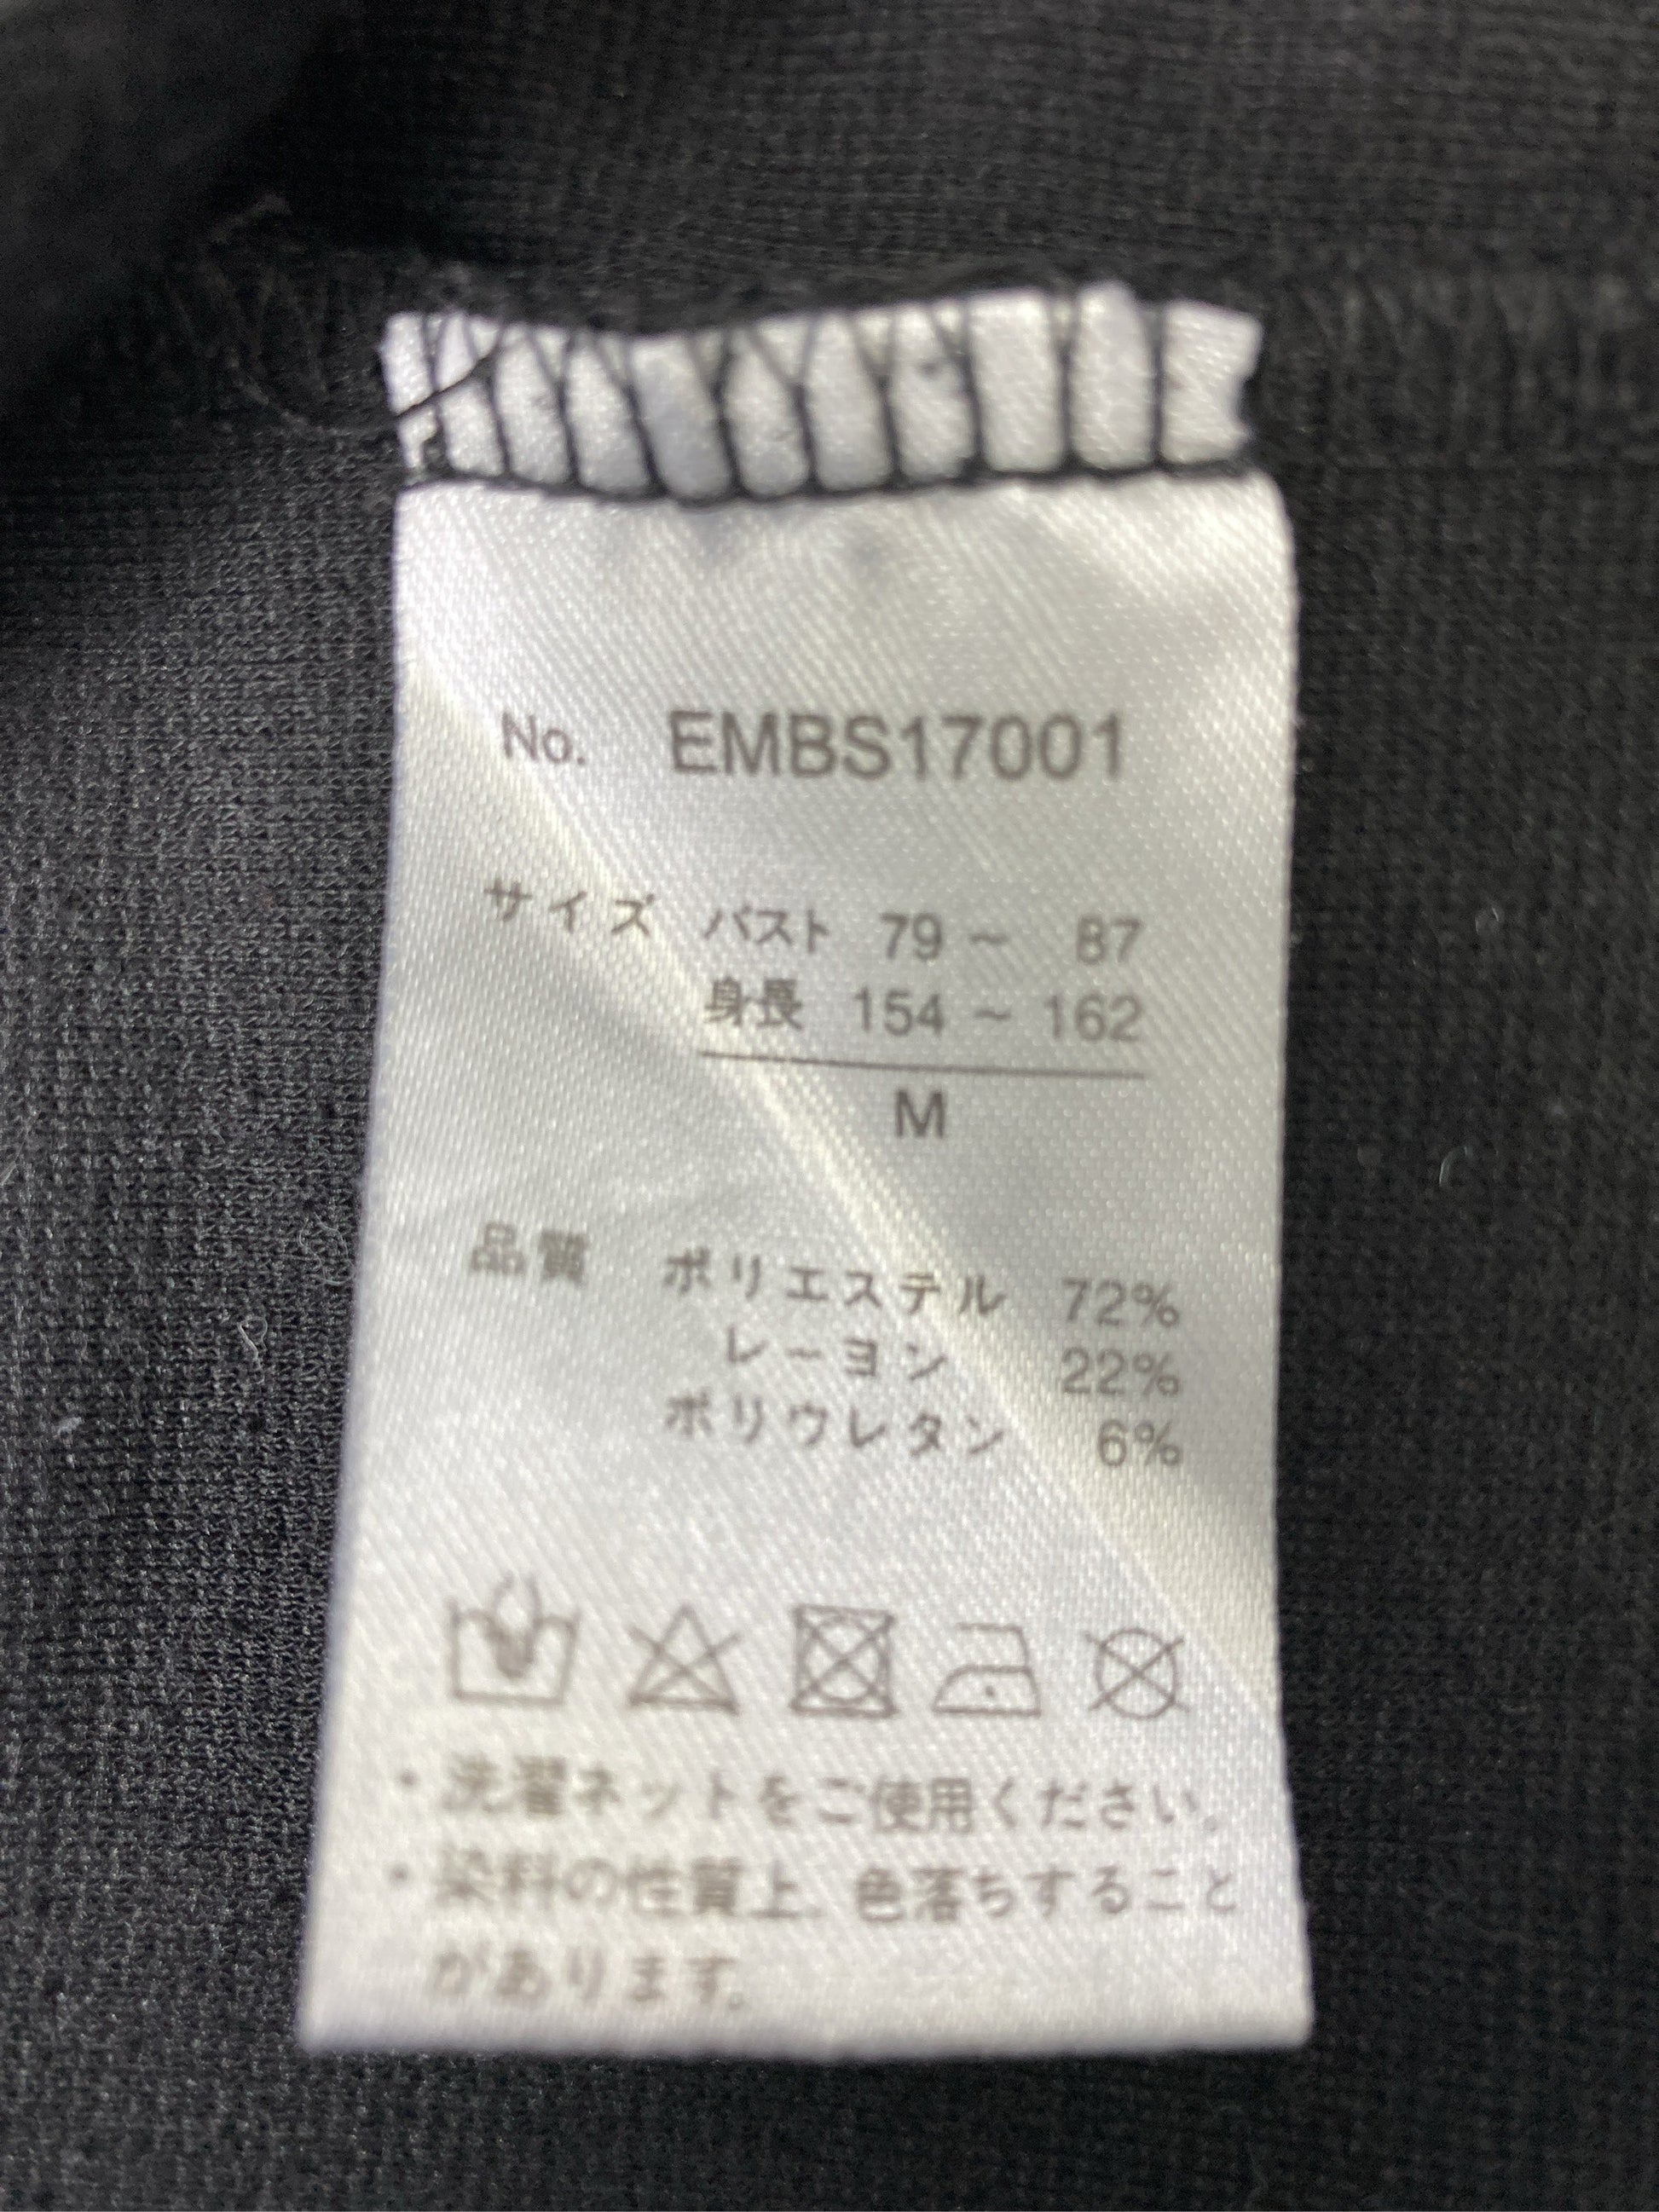 No. EMBS17001
サイズ バスト 79 ～ 87
身長 154 ～ 162
M
品質 ポリエステル 72%
レーヨン 22%
ポリウレタン 6%
・洗濯ネットをご使用ください。
・染料の性質上、色落ちすること
があります。